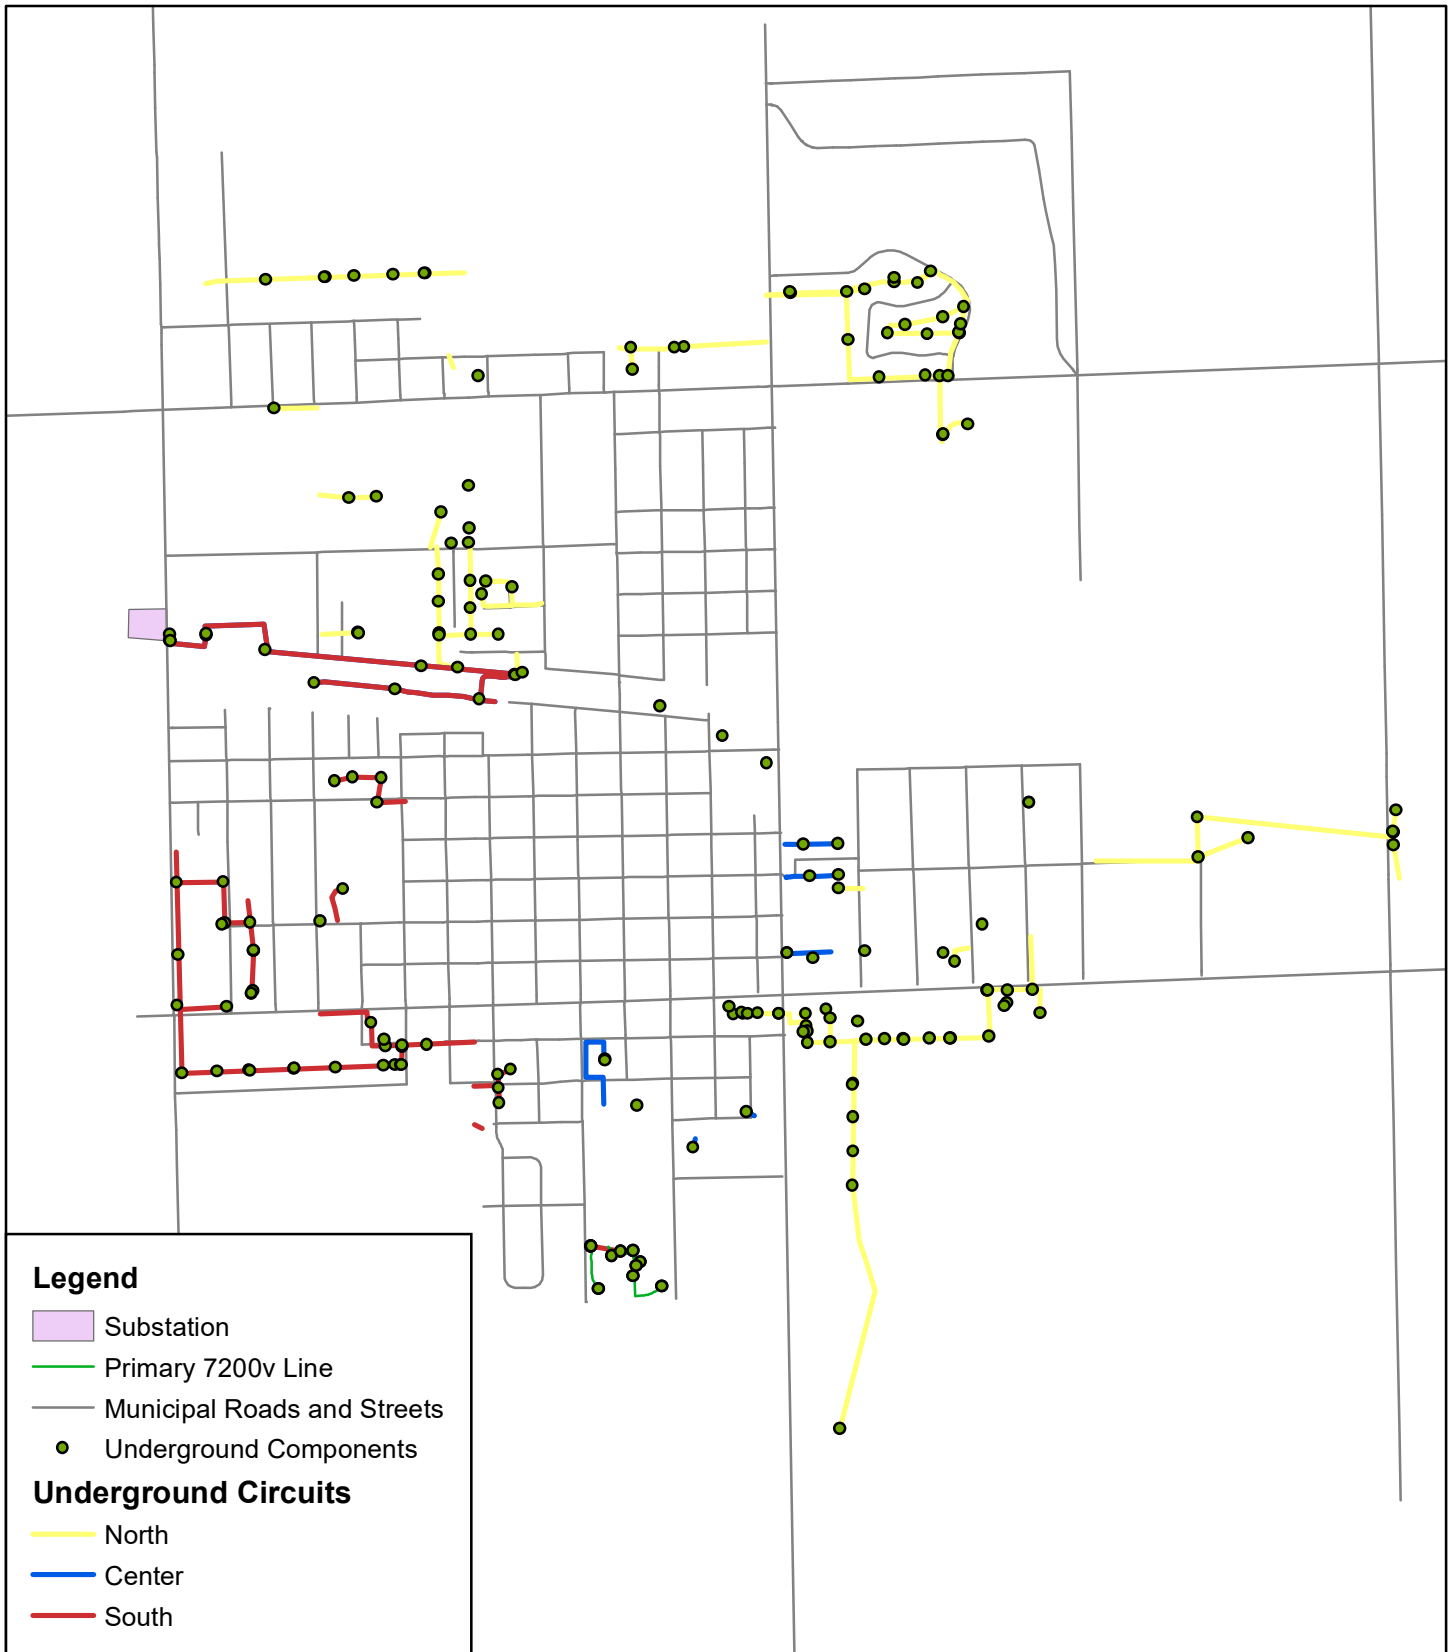 Legend
Substation
Primary 7200v Line
Municipal Roads and Streets
Underground Components
Underground Circuits
North
Center
South